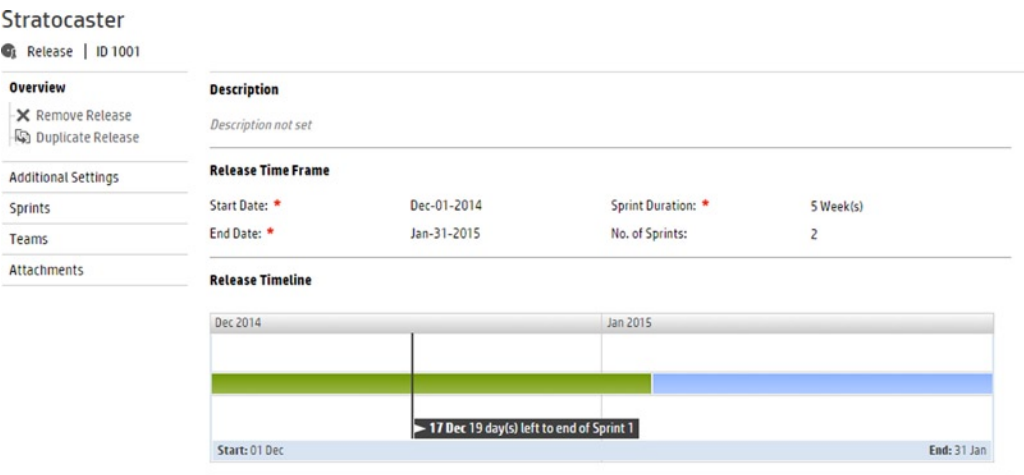 Stratocaster
Release | ID 1001
Overview
Remove Release
Duplicate Release
Additional Settings
Sprints
Teams
Attachments
Description
Description not set
Release Time Frame
Start Date: * Dec-01-2014 Sprint Duration: * 5 Week(s)
End Date: * Jan-31-2015 No. of Sprints: 2
Release Timeline
Dec 2014 Jan 2015
17 Dec 19 day(s) left to end of Sprint 1
Start: 01 Dec End: 31 Jan